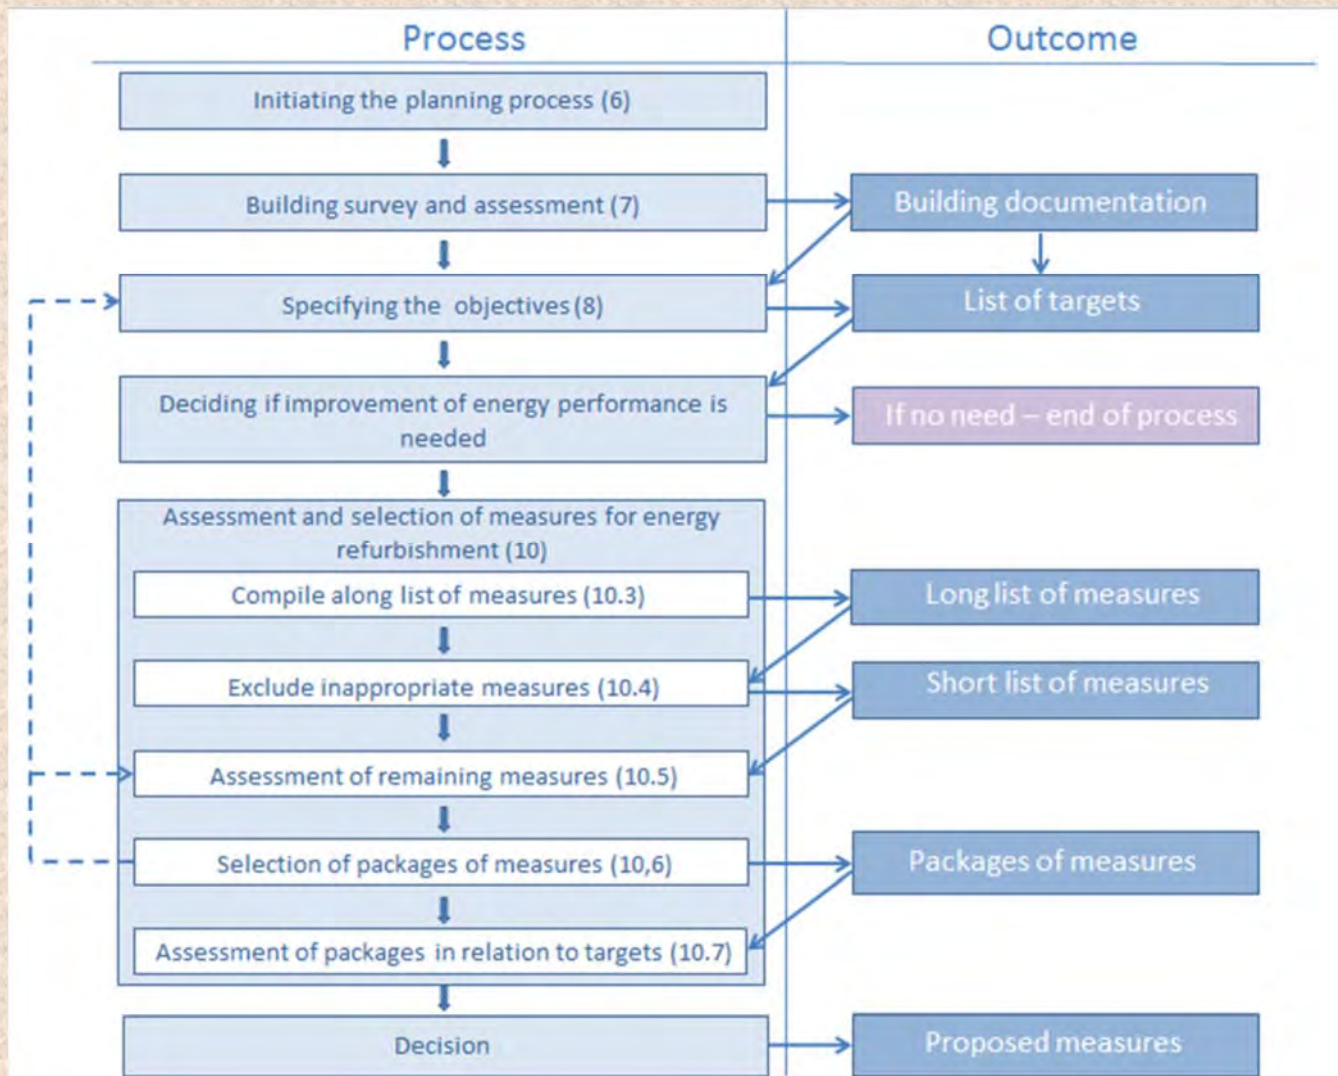 Process
Outcome
Initiating the planning process (6)
Building survey and assessment (7)
Building documentation
Specifying the objectives (8)
List of targets
Deciding if improvement of energy performance is
needed
If no need – end of process
Assessment and selection of measures for energy
refurbishment (10)
Compile along list of measures (10.3)
Long list of measures
Exclude inappropriate measures (10.4)
Short list of measures
Assessment of remaining measures (10.5)
Selection of packages of measures (10,6)
Packages of measures
Assessment of packages in relation to targets (10.7)
Decision
Proposed measures